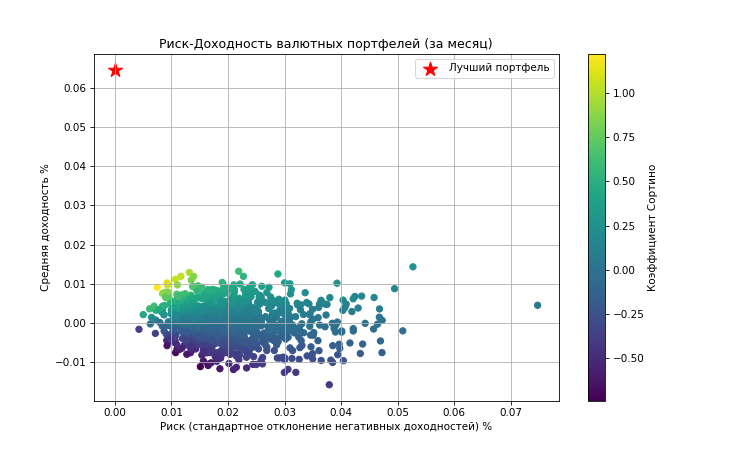 Риск-Доходность валютных портфелей (за месяц)
Лучший портфель
Средняя доходность %
0.06
0.05
0.04
0.03
0.02
0.01
0.00
−0.01
0.00 0.01 0.02 0.03 0.04 0.05 0.06 0.07
Риск (стандартное отклонение негативных доходностей) %
1.00
0.75
0.50
0.25
0.00
−0.25
−0.50
Коэффициент Сортино